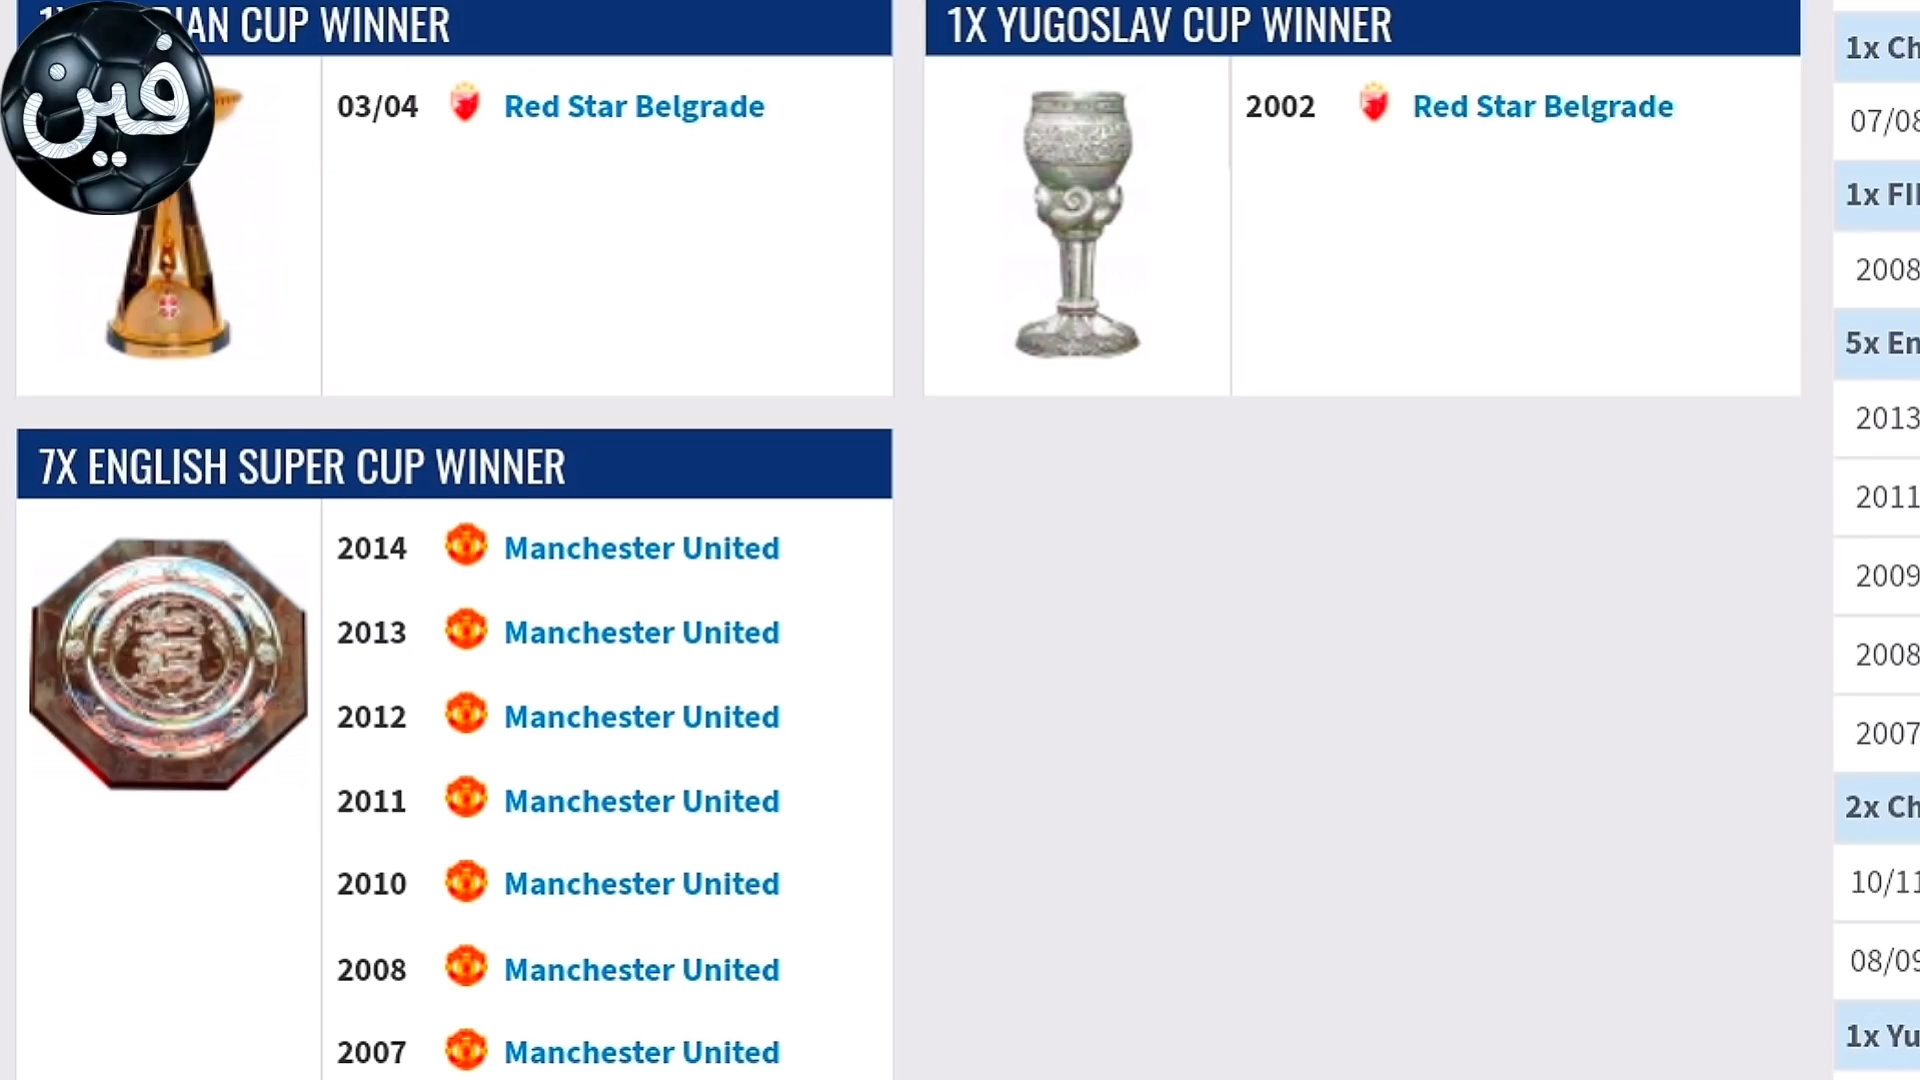 CUP WINNER
03/04 Red Star Belgrade
1X YUGOSLAV CUP WINNER
2002 Red Star Belgrade
7X ENGLISH SUPER CUP WINNER
2014 Manchester United
2013 Manchester United
2012 Manchester United
2011 Manchester United
2010 Manchester United
2008 Manchester United
2007 Manchester United
1x Ch
07/08
1x FI
2008
5x En
2013
2011
2009
2008
2007
2x Ch
10/11
08/09
1x Yu
فين